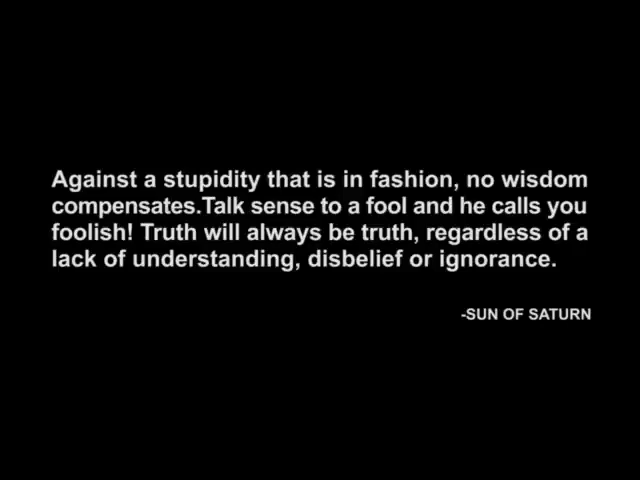 Against a stupidity that is in fashion, no wisdom
compensates.Talk sense to a fool and he calls you
foolish! Truth will always be truth, regardless of a
lack of understanding, disbelief or ignorance.
-SUN OF SATURN